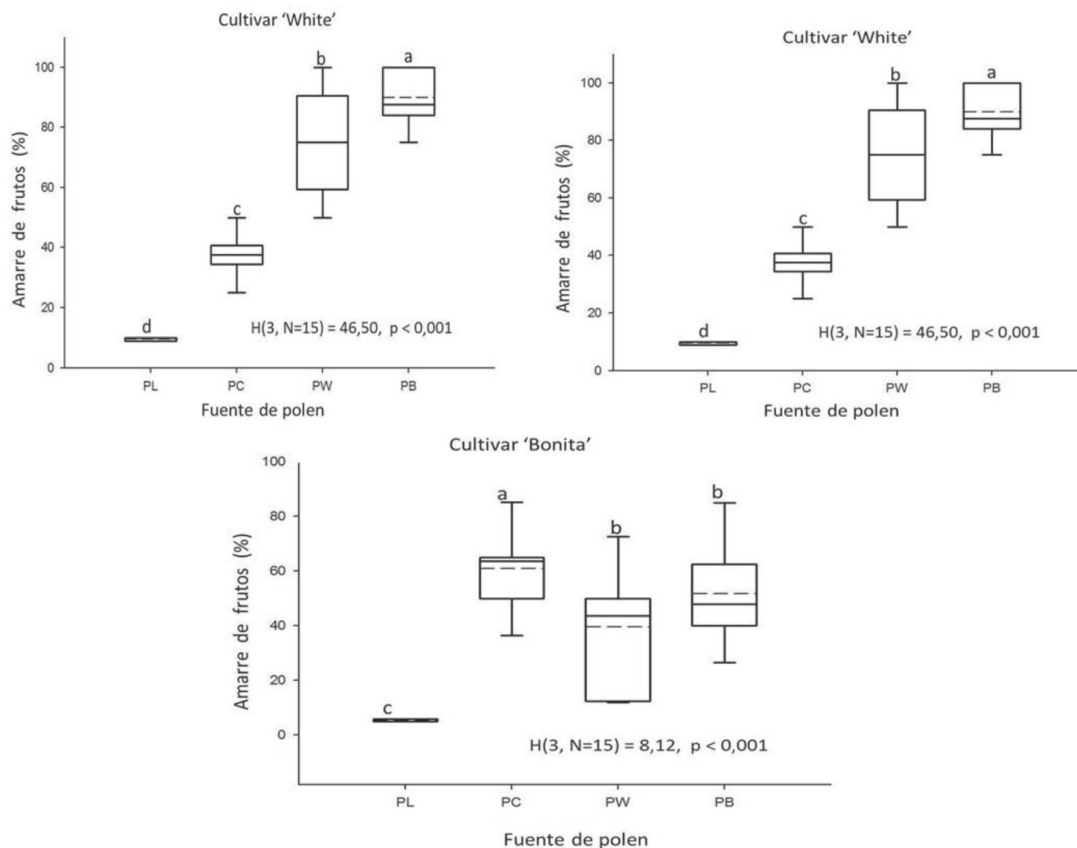 Cultivar ‘White’
Amarre de frutos (%)
100
80
60
40
20
0
d
c
b
a
H(3, N=15) = 46,50, p < 0,001
PL PC PW PB
Fuente de polen
Cultivar ‘White’
Amarre de frutos (%)
100
80
60
40
20
0
d
c
b
a
H(3, N=15) = 46,50, p < 0,001
PL PC PW PB
Fuente de polen
Cultivar ‘Bonita’
Amarre de frutos (%)
100
80
60
40
20
0
c
a
b
b
H(3, N=15) = 8,12, p < 0,001
PL PC PW PB
Fuente de polen